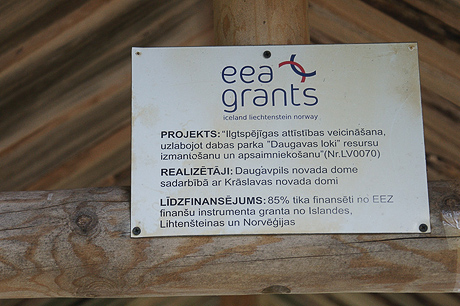 eea
grants
iceland liechtenstein norway
PROJEKTS: "Ilgtspējīgas attīstības veicināšana,
uzlabojot dabas parka "Daugavas loki" resursu
izmantošanu un apsaimniekošanu"(Nr.LV0070)
REALIZĒTĀJI: Daugavpils novada dome
sadarbībā ar Krāslavas novada domi
LĪDZFINANSĒJUMS: 85% tika finansēti no EEZ
finanšu instrumenta granta no Islandes,
Lihtenšteinas un Norvēģijas